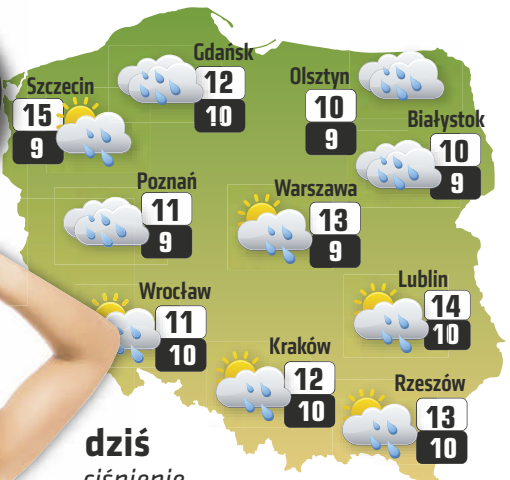 Gdańsk
12
10
Szczecin
15
9
Olsztyn
10
9
Białystok
10
9
Poznań
11
9
Warszawa
13
9
Wrocław
11
10
Lublin
14
10
Kraków
12
10
Rzeszów
13
10
dziś
ciśnienie